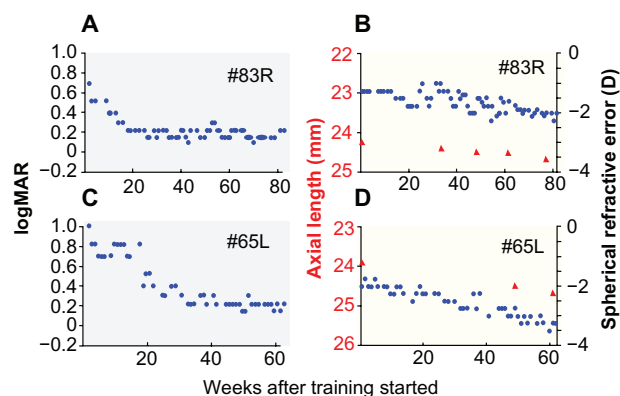 A
logMAR
1.0
0.8
0.6
0.4
0.2
0
−0.2
0 20 40 60 80
#83R
B
Axial length (mm)
22
23
24
25
0 20 40 60 80
#83R
0
−2
−4
Spherical refractive error (D)
C
1.0
0.8
0.6
0.4
0.2
0
−0.2
20 40 60
#65L
D
23
24
25
26
0 20 40 60
#65L
0
−2
−4
Weeks after training started